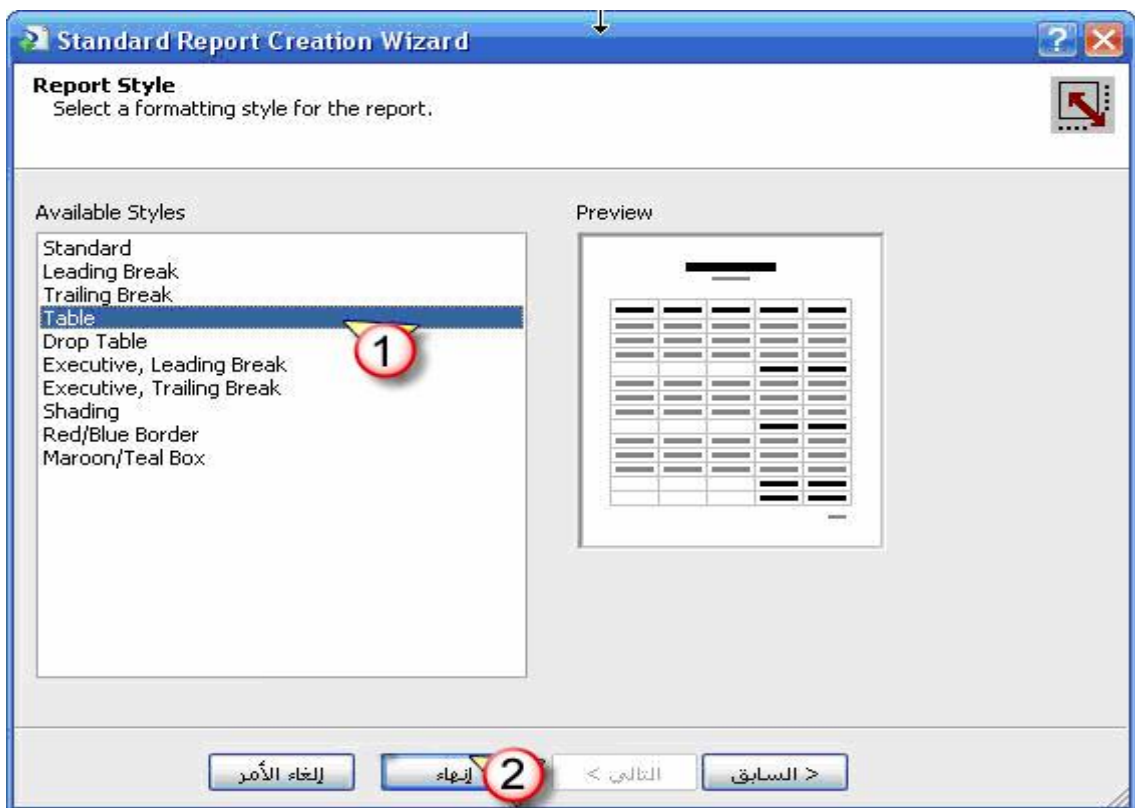 Standard Report Creation Wizard
Report Style
Select a formatting style for the report.
Available Styles
Preview
Standard
Leading Break
Trailing Break
Table
Drop Table
Executive, Leading Break
Executive, Trailing Break
Shading
Red/Blue Border
Maroon/Teal Box
1
إلغاء الأمر
إنهاء
2
التالي >
< السابق